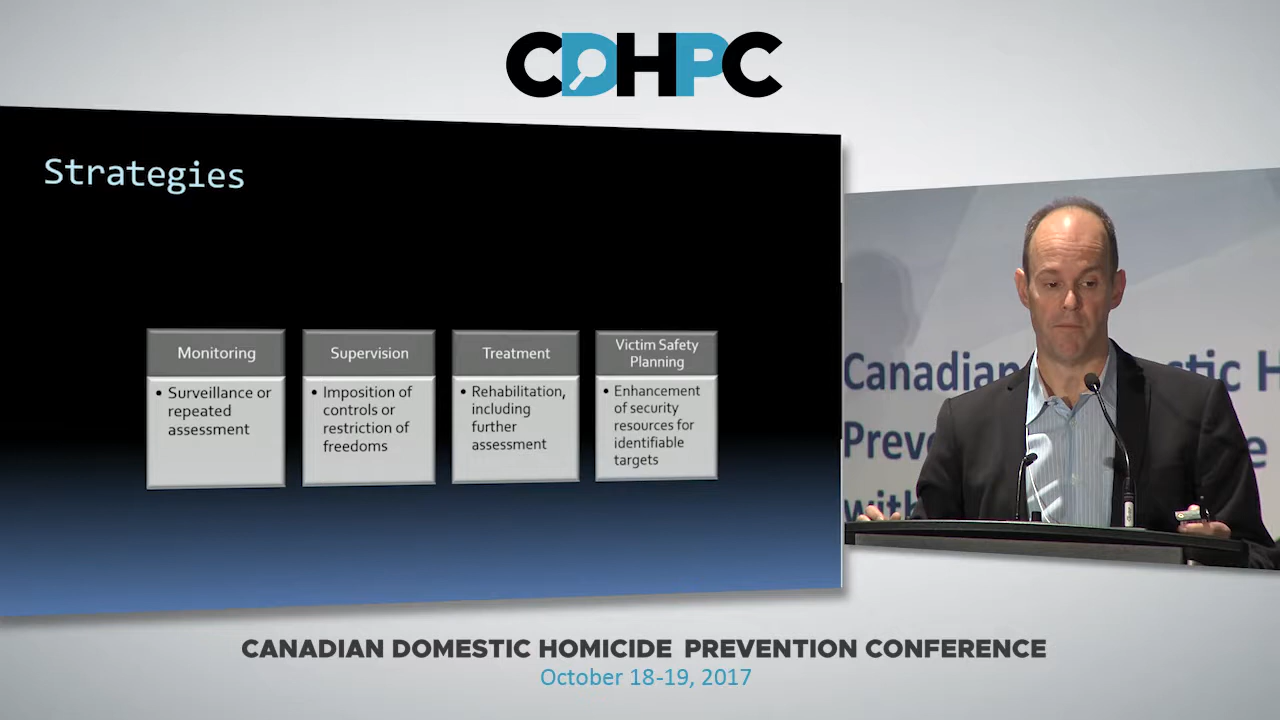 CDHPC
Strategies
Monitoring
• Surveillance or
repeated
assessment
Supervision
• Imposition of
controls or
restriction of
freedoms
Treatment
• Rehabilitation,
including
further
assessment
Victim Safety
Planning
• Enhancement
of security
resources for
identifiable
targets
Canadian
with
CANADIAN DOMESTIC HOMICIDE PREVENTION CONFERENCE
October 18-19, 2017